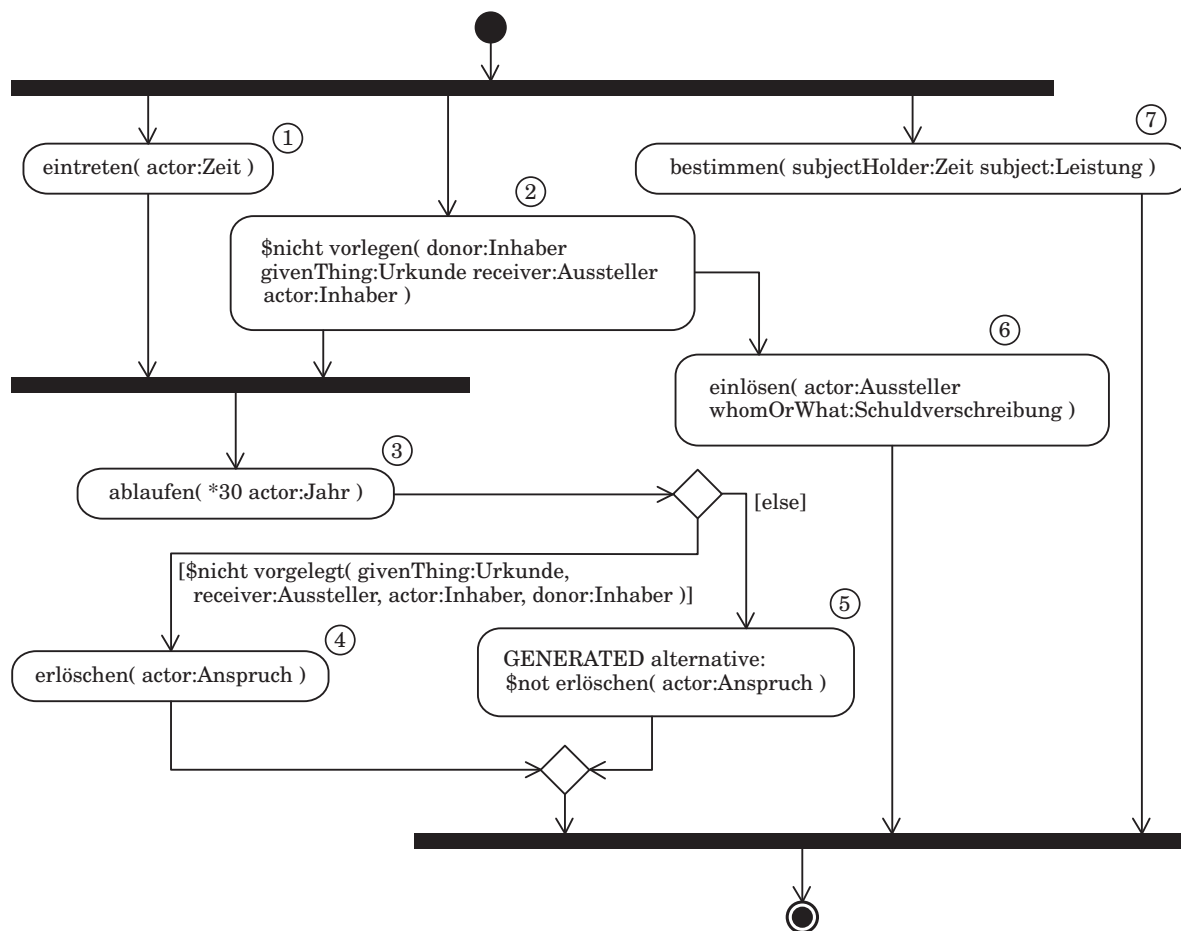 ①
eintreten( actor:Zeit )
⑦
bestimmen( subjectHolder:Zeit subject:Leistung )
②
$nicht vorlegen( donor:Inhaber
givenThing:Urkunde receiver:Aussteller
actor:Inhaber )
⑥
einlösen( actor:Aussteller
whomOrWhat:Schuldverschreibung )
③
ablaufen( *30 actor:Jahr )
[else]
[$nicht vorgelegt( givenThing:Urkunde,
receiver:Aussteller, actor:Inhaber, donor:Inhaber )]
④
erlöschen( actor:Anspruch )
⑤
GENERATED alternative:
$not erlöschen( actor:Anspruch )